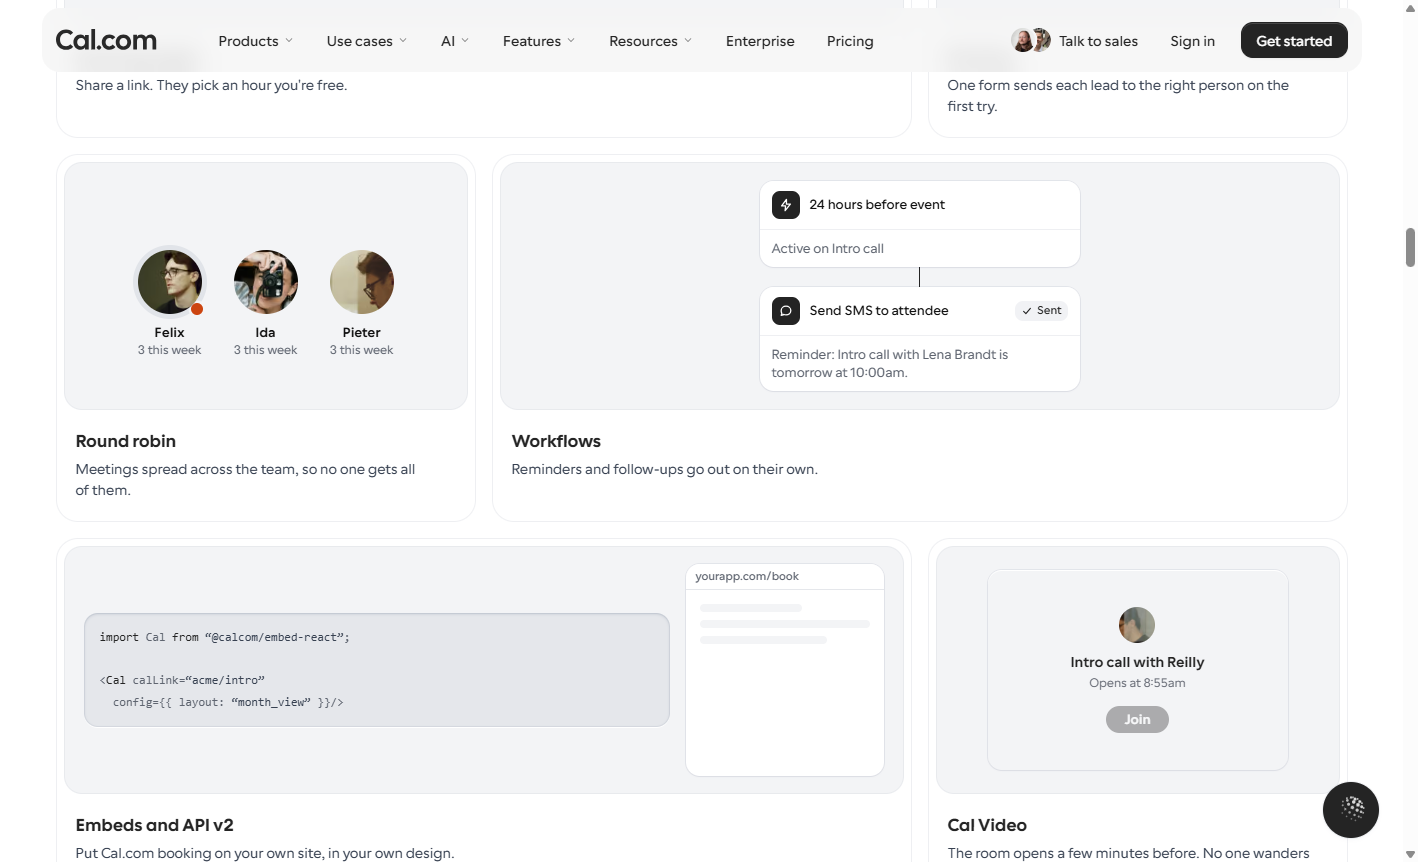 Cal.com
Products
Use cases
AI
Features
Resources
Enterprise
Pricing
Talk to sales
Sign in
Get started
Share a link. They pick an hour you're free.
One form sends each lead to the right person on the
first try.
Felix
3 this week
Ida
3 this week
Pieter
3 this week
Round robin
Meetings spread across the team, so no one gets all
of them.
24 hours before event
Active on Intro call
Send SMS to attendee
Sent
Reminder: Intro call with Lena Brandt is
tomorrow at 10:00am.
Workflows
Reminders and follow-ups go out on their own.
import Cal from “@calcom/embed-react”;
<Cal calLink=“acme/intro”
config={{ layout: “month_view” }}/>
yourapp.com/book
Embeds and API v2
Put Cal.com booking on your own site, in your own design.
Intro call with Reilly
Opens at 8:55am
Join
Cal Video
The room opens a few minutes before. No one wanders